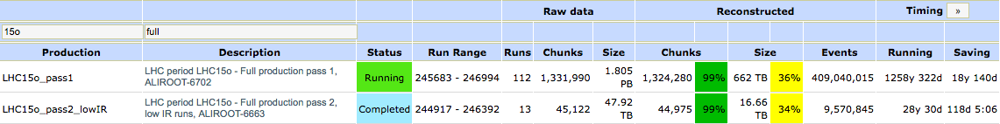 Raw data Reconstructed Timing »
15o full
Production Description Status Run Range Runs Chunks Size Chunks Size Events Running Saving
LHC15o_pass1 LHC period LHC15o - Full production pass 1, ALIROOT-6702 Running 245683 - 246994 112 1,331,990 1.805 PB 1,324,280 99% 662 TB 36% 409,040,015 1258y 322d 18y 140d
LHC15o_pass2_lowIR LHC period LHC15o - Full production pass 2, low IR runs, ALIROOT-6663 Completed 244917 - 246392 13 45,122 47.92 TB 44,975 99% 16.66 TB 34% 9,570,845 28y 30d 118d 5:06